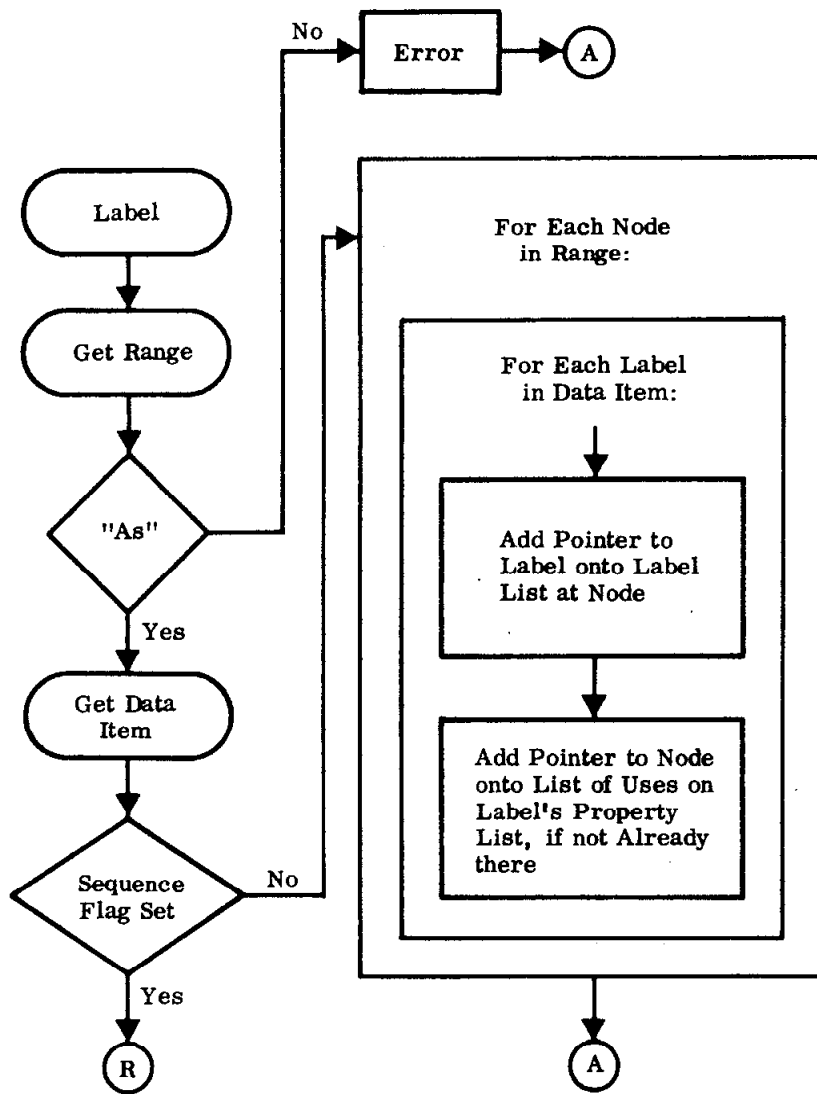 No
Error
A
Label
Get Range
"As"
Yes
Get Data
Item
Sequence
Flag Set
No
Yes
R
For Each Node
in Range:
For Each Label
in Data Item:
Add Pointer to
Label onto Label
List at Node
Add Pointer to Node
onto List of Uses on
Label's Property
List, if not Already
there
A